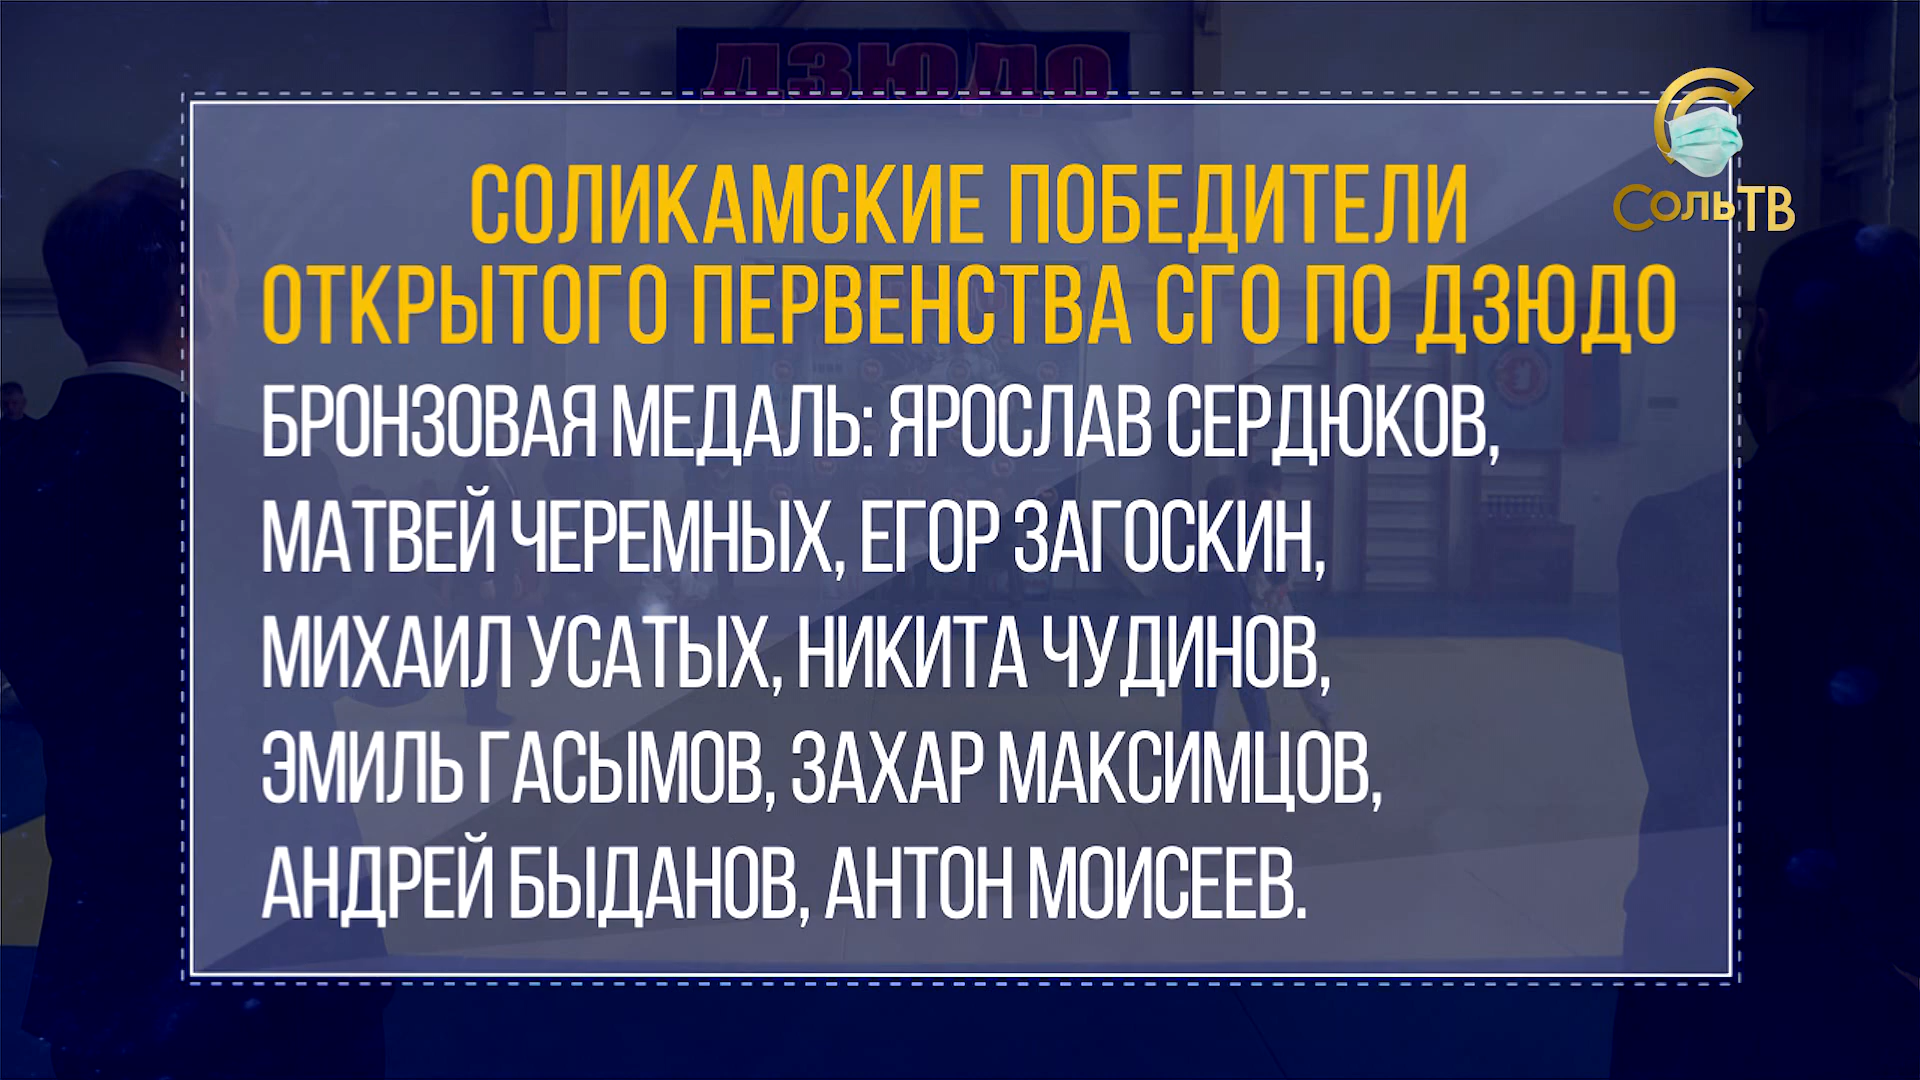 ДЗЮДО
СольТВ
СОЛИКАМСКИЕ ПОБЕДИТЕЛИ
ОТКРЫТОГО ПЕРВЕНСТВА СГО ПО ДЗЮДО
БРОНЗОВАЯ МЕДАЛЬ: ЯРОСЛАВ СЕРДЮКОВ,
МАТВЕЙ ЧЕРЕМНЫХ, ЕГОР ЗАГОСКИН,
МИХАИЛ УСАТЫХ, НИКИТА ЧУДИНОВ,
ЭМИЛЬ ГАСЫМОВ, ЗАХАР МАКСИМЦОВ,
АНДРЕЙ БЫДАНОВ, АНТОН МОИСЕЕВ.